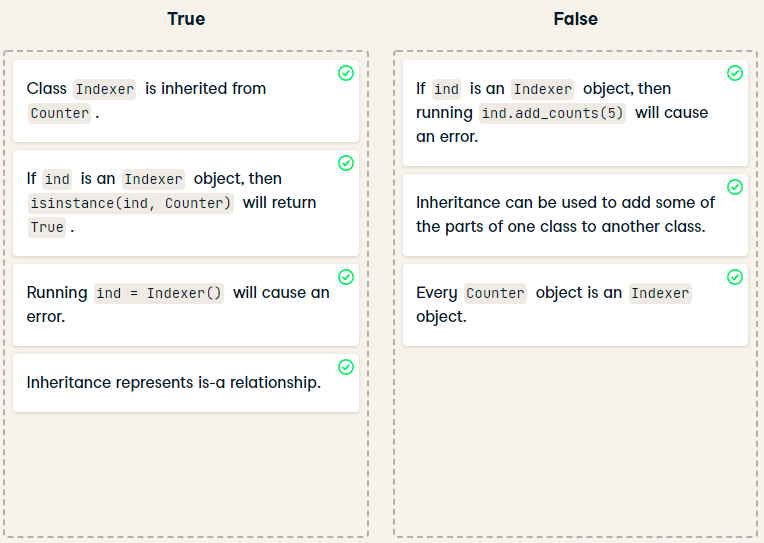 True
Class Indexer is inherited from
Counter .
If ind is an Indexer object, then
isinstance(ind, Counter) will return
True .
Running ind = Indexer() will cause an
error.
Inheritance represents is-a relationship.
False
If ind is an Indexer object, then
running ind.add_counts(5) will cause
an error.
Inheritance can be used to add some of
the parts of one class to another class.
Every Counter object is an Indexer
object.